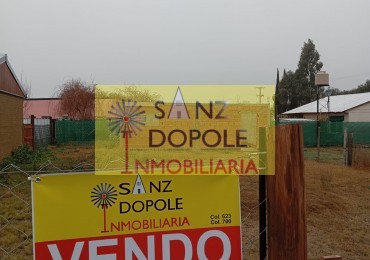 SANZ
DOPOLE
INMOBILIARIA
SANZ
DOPOLE
INMOBILIARIA
Col. 623
Col. 790
VENDO